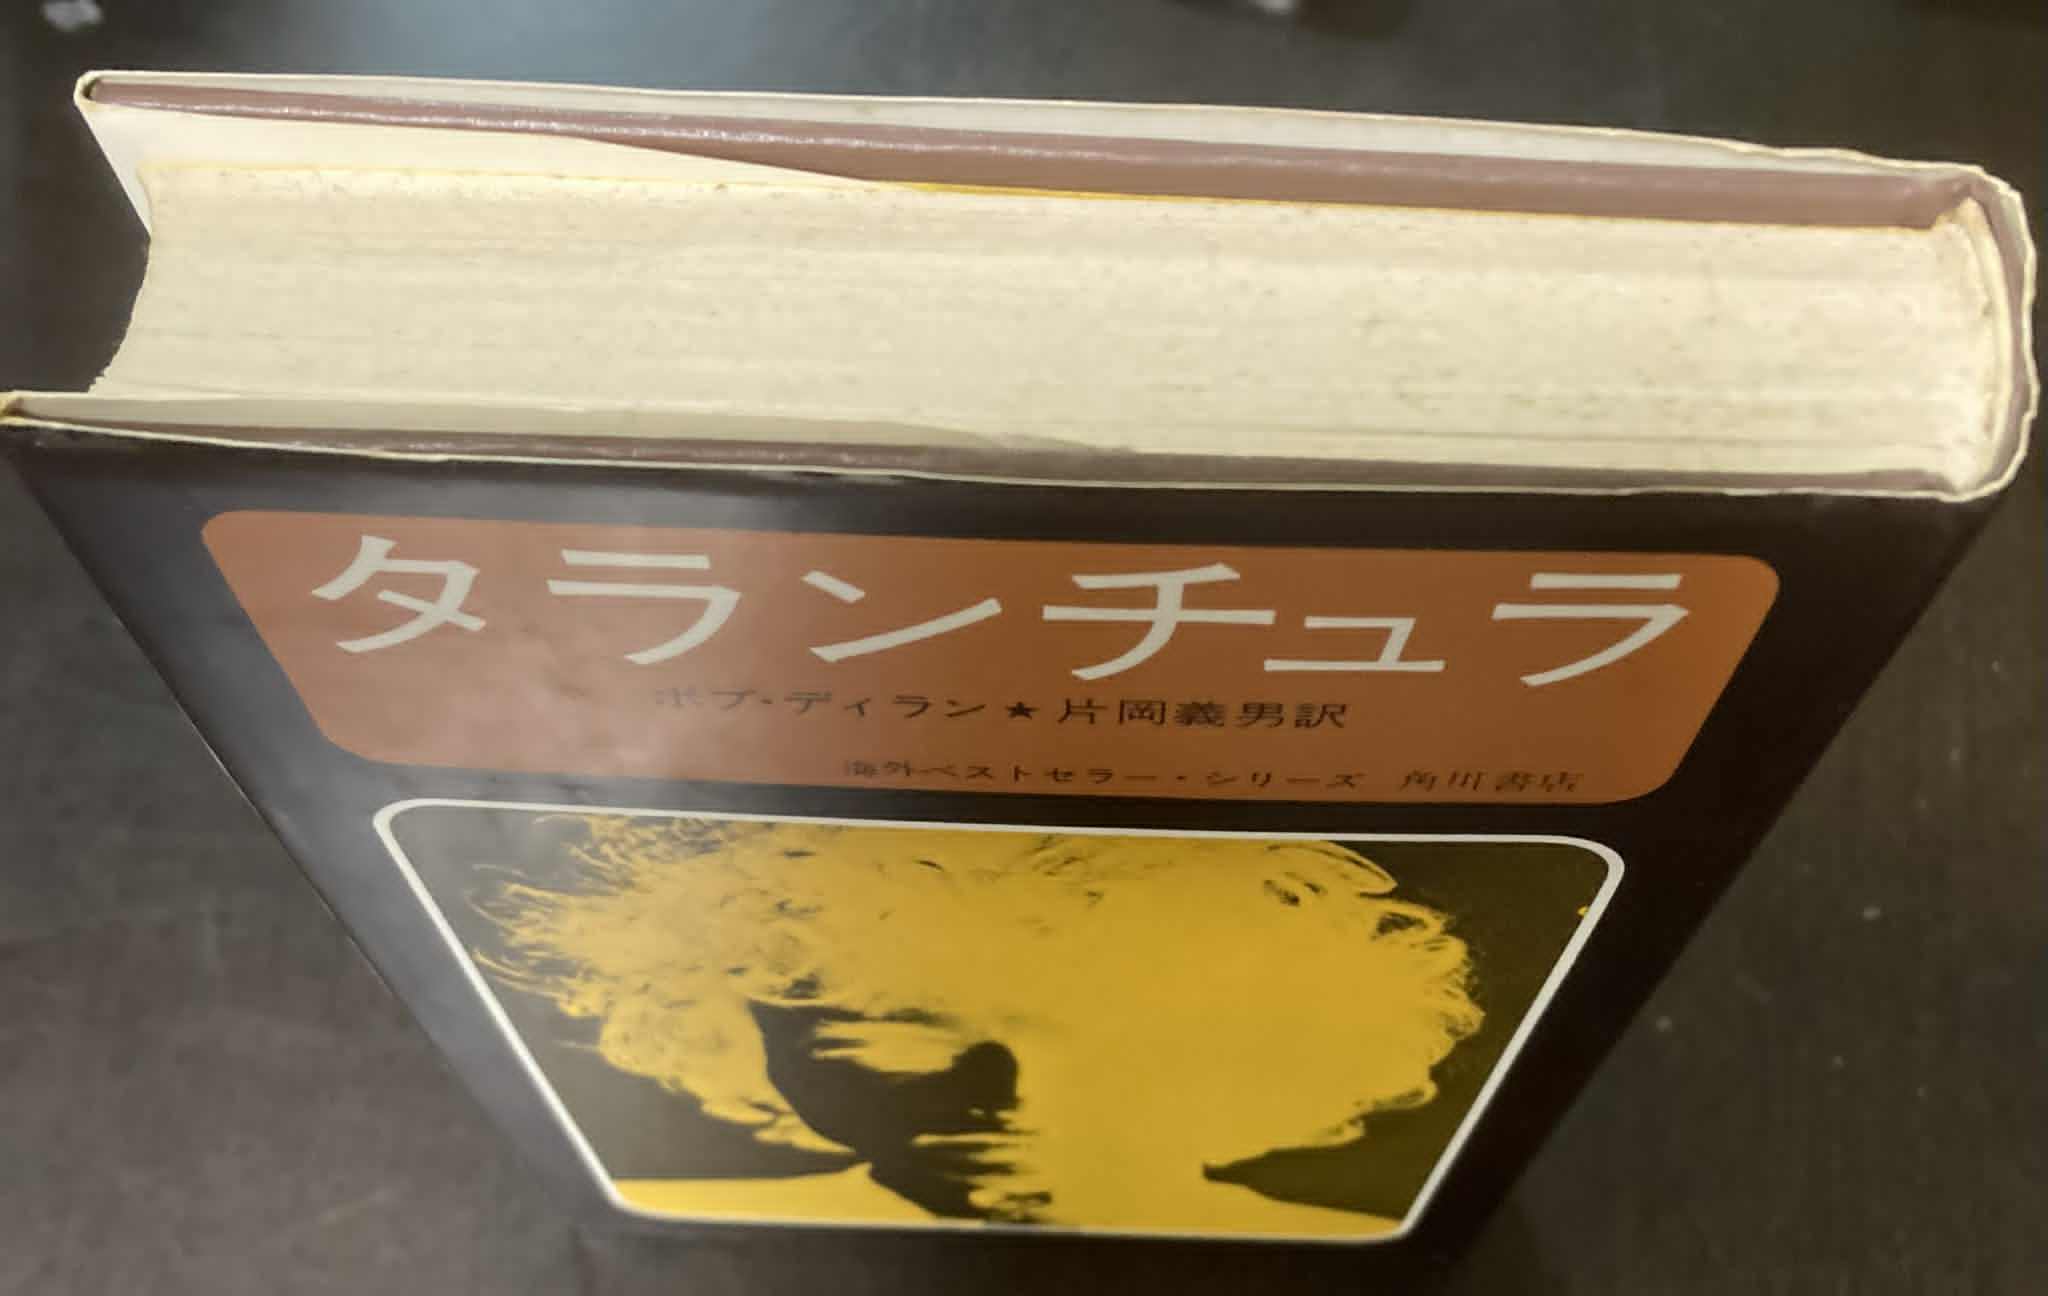 タランチュラ
ボブ・ディラン★片岡義男訳
海外ベストセラー・シリーズ 角川書店